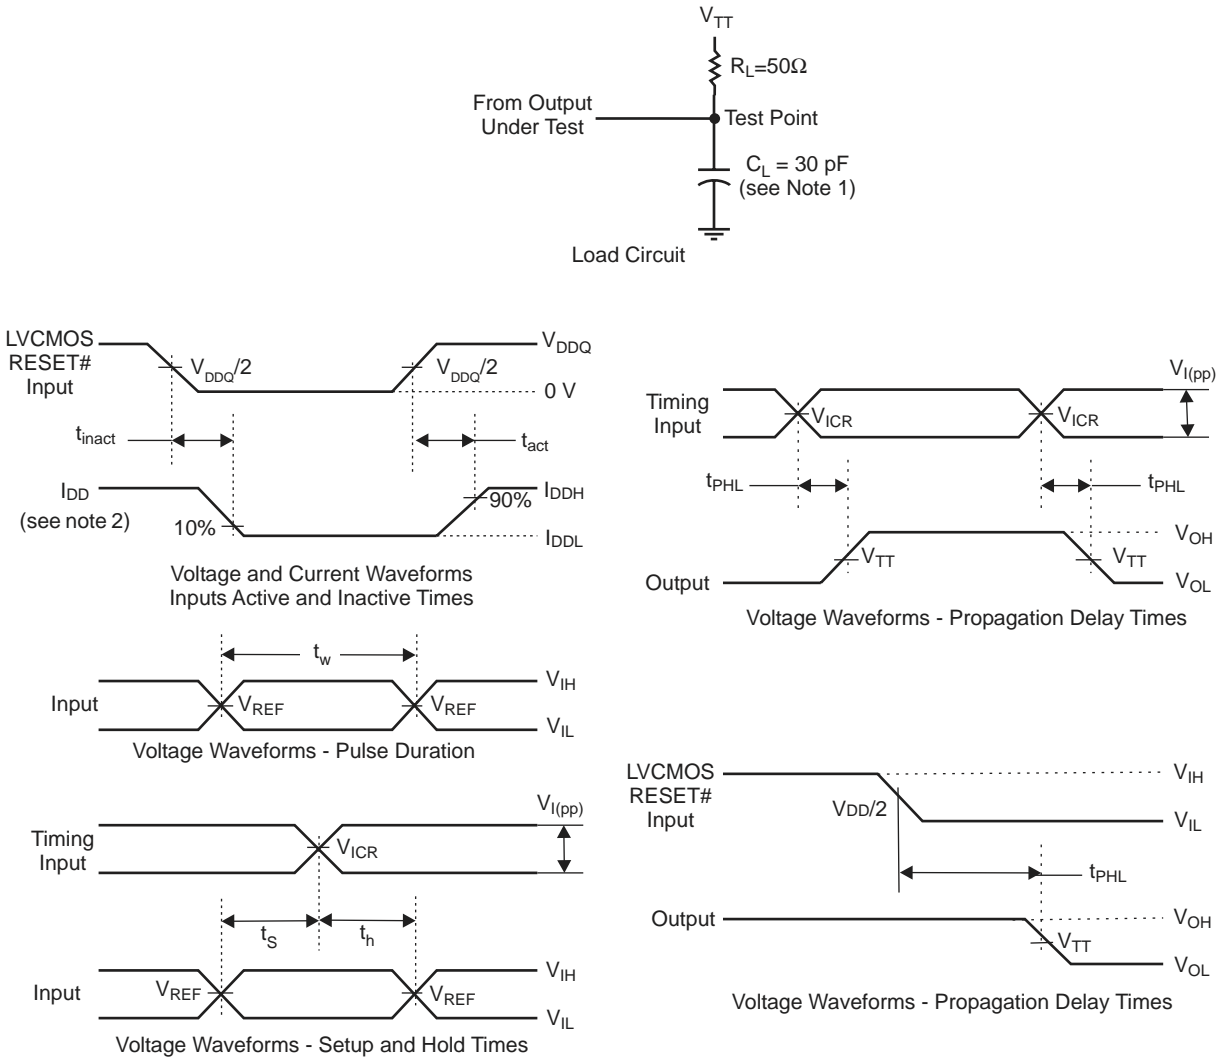 VTT
RL=50Ω
From Output
Under Test
Test Point
CL = 30 pF
(see Note 1)
Load Circuit
LVCMOS
RESET#
Input
VDDQ/2
VDDQ/2
VDDQ
0 V
tinact
tact
IDD
(see note 2)
10%
90%
IDDH
IDDL
Voltage and Current Waveforms
Inputs Active and Inactive Times
tw
Input
VREF
VREF
VIH
VIL
Voltage Waveforms - Pulse Duration
Timing
Input
VICR
VI(pp)
tS
th
Input
VREF
VREF
VIH
VIL
Voltage Waveforms - Setup and Hold Times
Timing
Input
VICR
VICR
VI(pp)
tPHL
tPHL
Output
VTT
VTT
VOH
VOL
Voltage Waveforms - Propagation Delay Times
LVCMOS
RESET#
Input
VDD/2
VIH
VIL
tPHL
Output
VTT
VOH
VOL
Voltage Waveforms - Propagation Delay Times